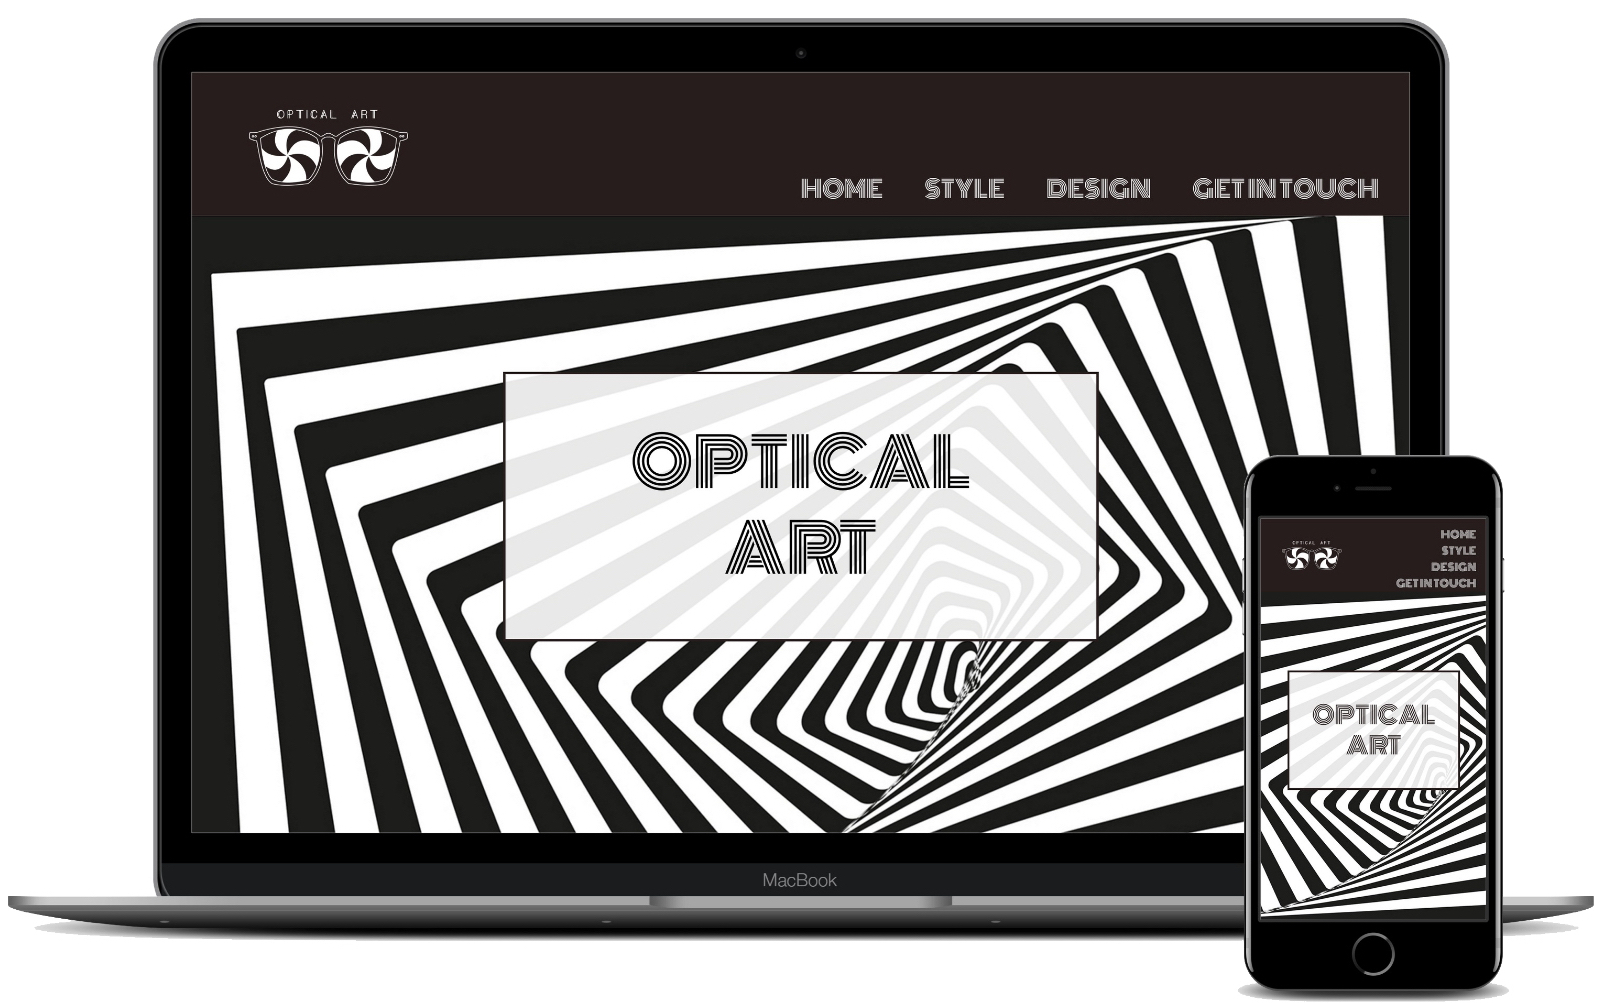 OPTICAL ART
HOME STYLE DESIGN GET IN TOUCH
OPTICAL
ART
MacBook
OPTICAL ART
HOME
STYLE
DESIGN
GET IN TOUCH
OPTICAL
ART